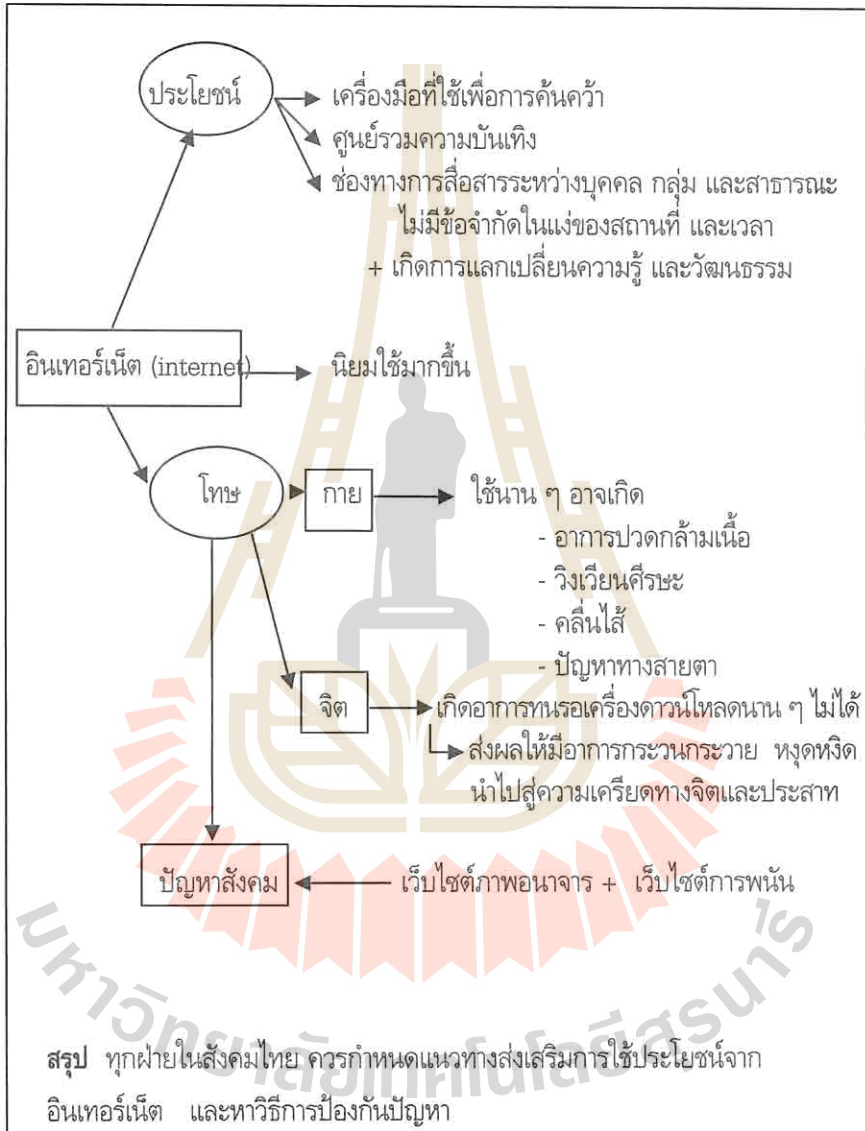 ประโยชน์
เครื่องมือที่ใช้เพื่อการค้นคว้า
ศูนย์รวมความบันเทิง
ช่องทางการสื่อสารระหว่างบุคคล กลุ่ม และสาธารณะ
ไม่มีข้อจำกัดในแง่ของสถานที่ และเวลา
+ เกิดการแลกเปลี่ยนความรู้ และวัฒนธรรม
อินเทอร์เน็ต (internet)
นิยมใช้มากขึ้น
โทษ
กาย
ใช้นาน ๆ อาจเกิด
- อาการปวดกล้ามเนื้อ
- วิงเวียนศีรษะ
- คลื่นไส้
- ปัญหาทางสายตา
จิต
เกิดอาการทนรอเครื่องดาวน์โหลดนาน ๆ ไม่ได้
ส่งผลให้มีอาการกระวนกระวาย หงุดหงิด
นำไปสู่ความเครียดทางจิตและประสาท
ปัญหาสังคม
เว็บไซต์ภาพอนาจาร + เว็บไซต์การพนัน
มหาวิทยาลัยเทคโนโลยีสุรนารี
สรุป ทุกฝ่ายในสังคมไทย ควรกำหนดแนวทางส่งเสริมการใช้ประโยชน์จาก
อินเทอร์เน็ต และหาวิธีการป้องกันปัญหา